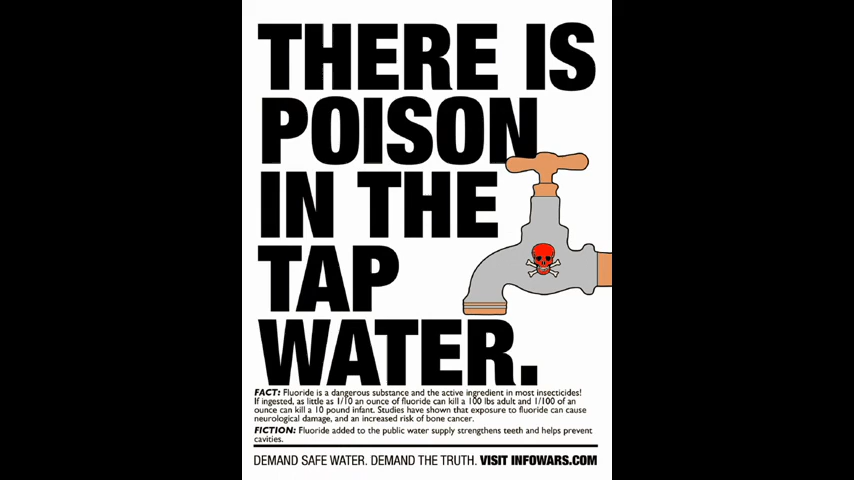 THERE IS
POISON
IN THE
TAP
WATER.
FACT: Fluoride is a dangerous substance and the active ingredient in most insecticides!
If ingested, as little as 1/10 an ounce of fluoride can kill a 100 lbs adult and 1/100 of an
ounce can kill a 10 pound infant. Studies have shown that exposure to fluoride can cause
neurological damage, and an increased risk of bone cancer.
FICTION: Fluoride added to the public water supply strengthens teeth and helps prevent
cavities.
DEMAND SAFE WATER. DEMAND THE TRUTH. VISIT INFOWARS.COM